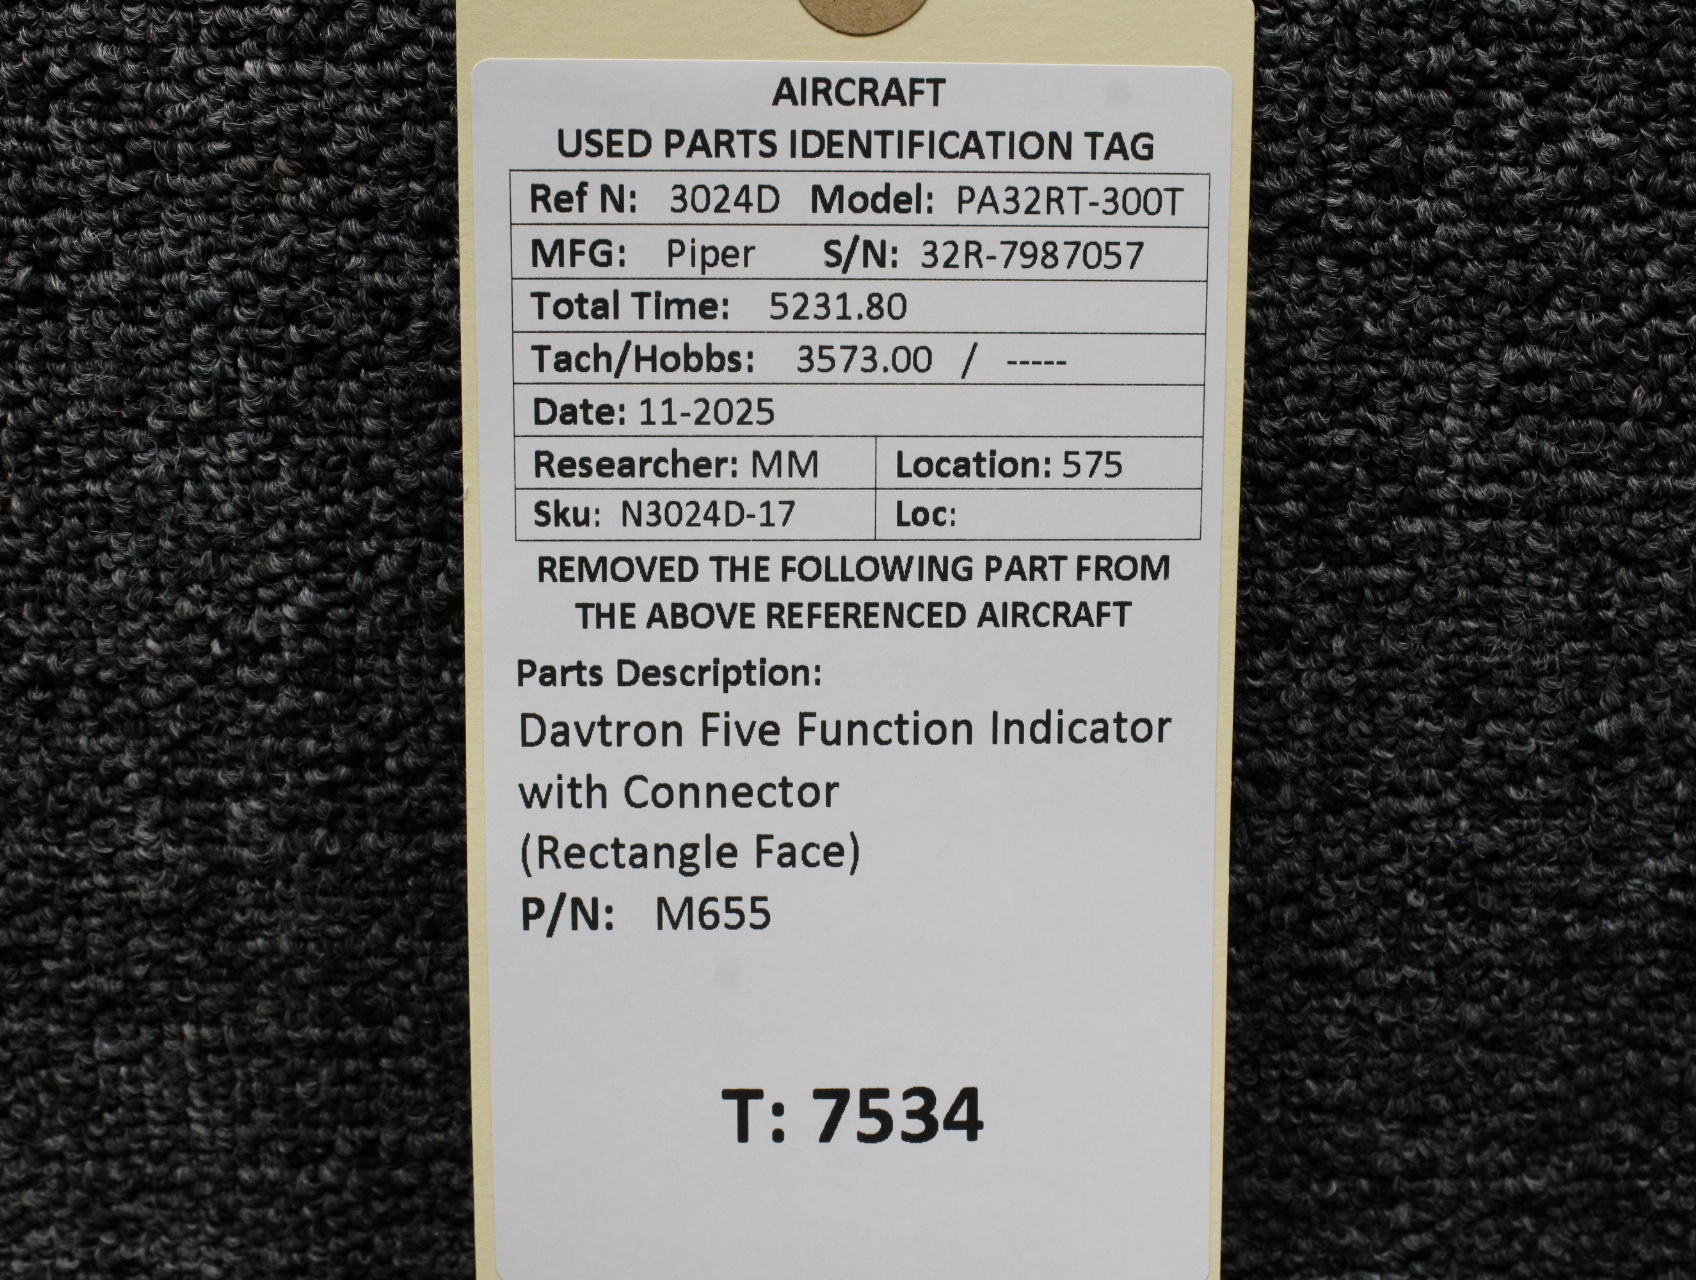 AIRCRAFT
USED PARTS IDENTIFICATION TAG
Ref N: 3024D Model: PA32RT-300T
MFG: Piper S/N: 32R-7987057
Total Time: 5231.80
Tach/Hobbs: 3573.00 / -----
Date: 11-2025
Researcher: MM Location: 575
Sku: N3024D-17 Loc:
REMOVED THE FOLLOWING PART FROM
THE ABOVE REFERENCED AIRCRAFT
Parts Description:
Davtron Five Function Indicator
with Connector
(Rectangle Face)
P/N: M655
T: 7534